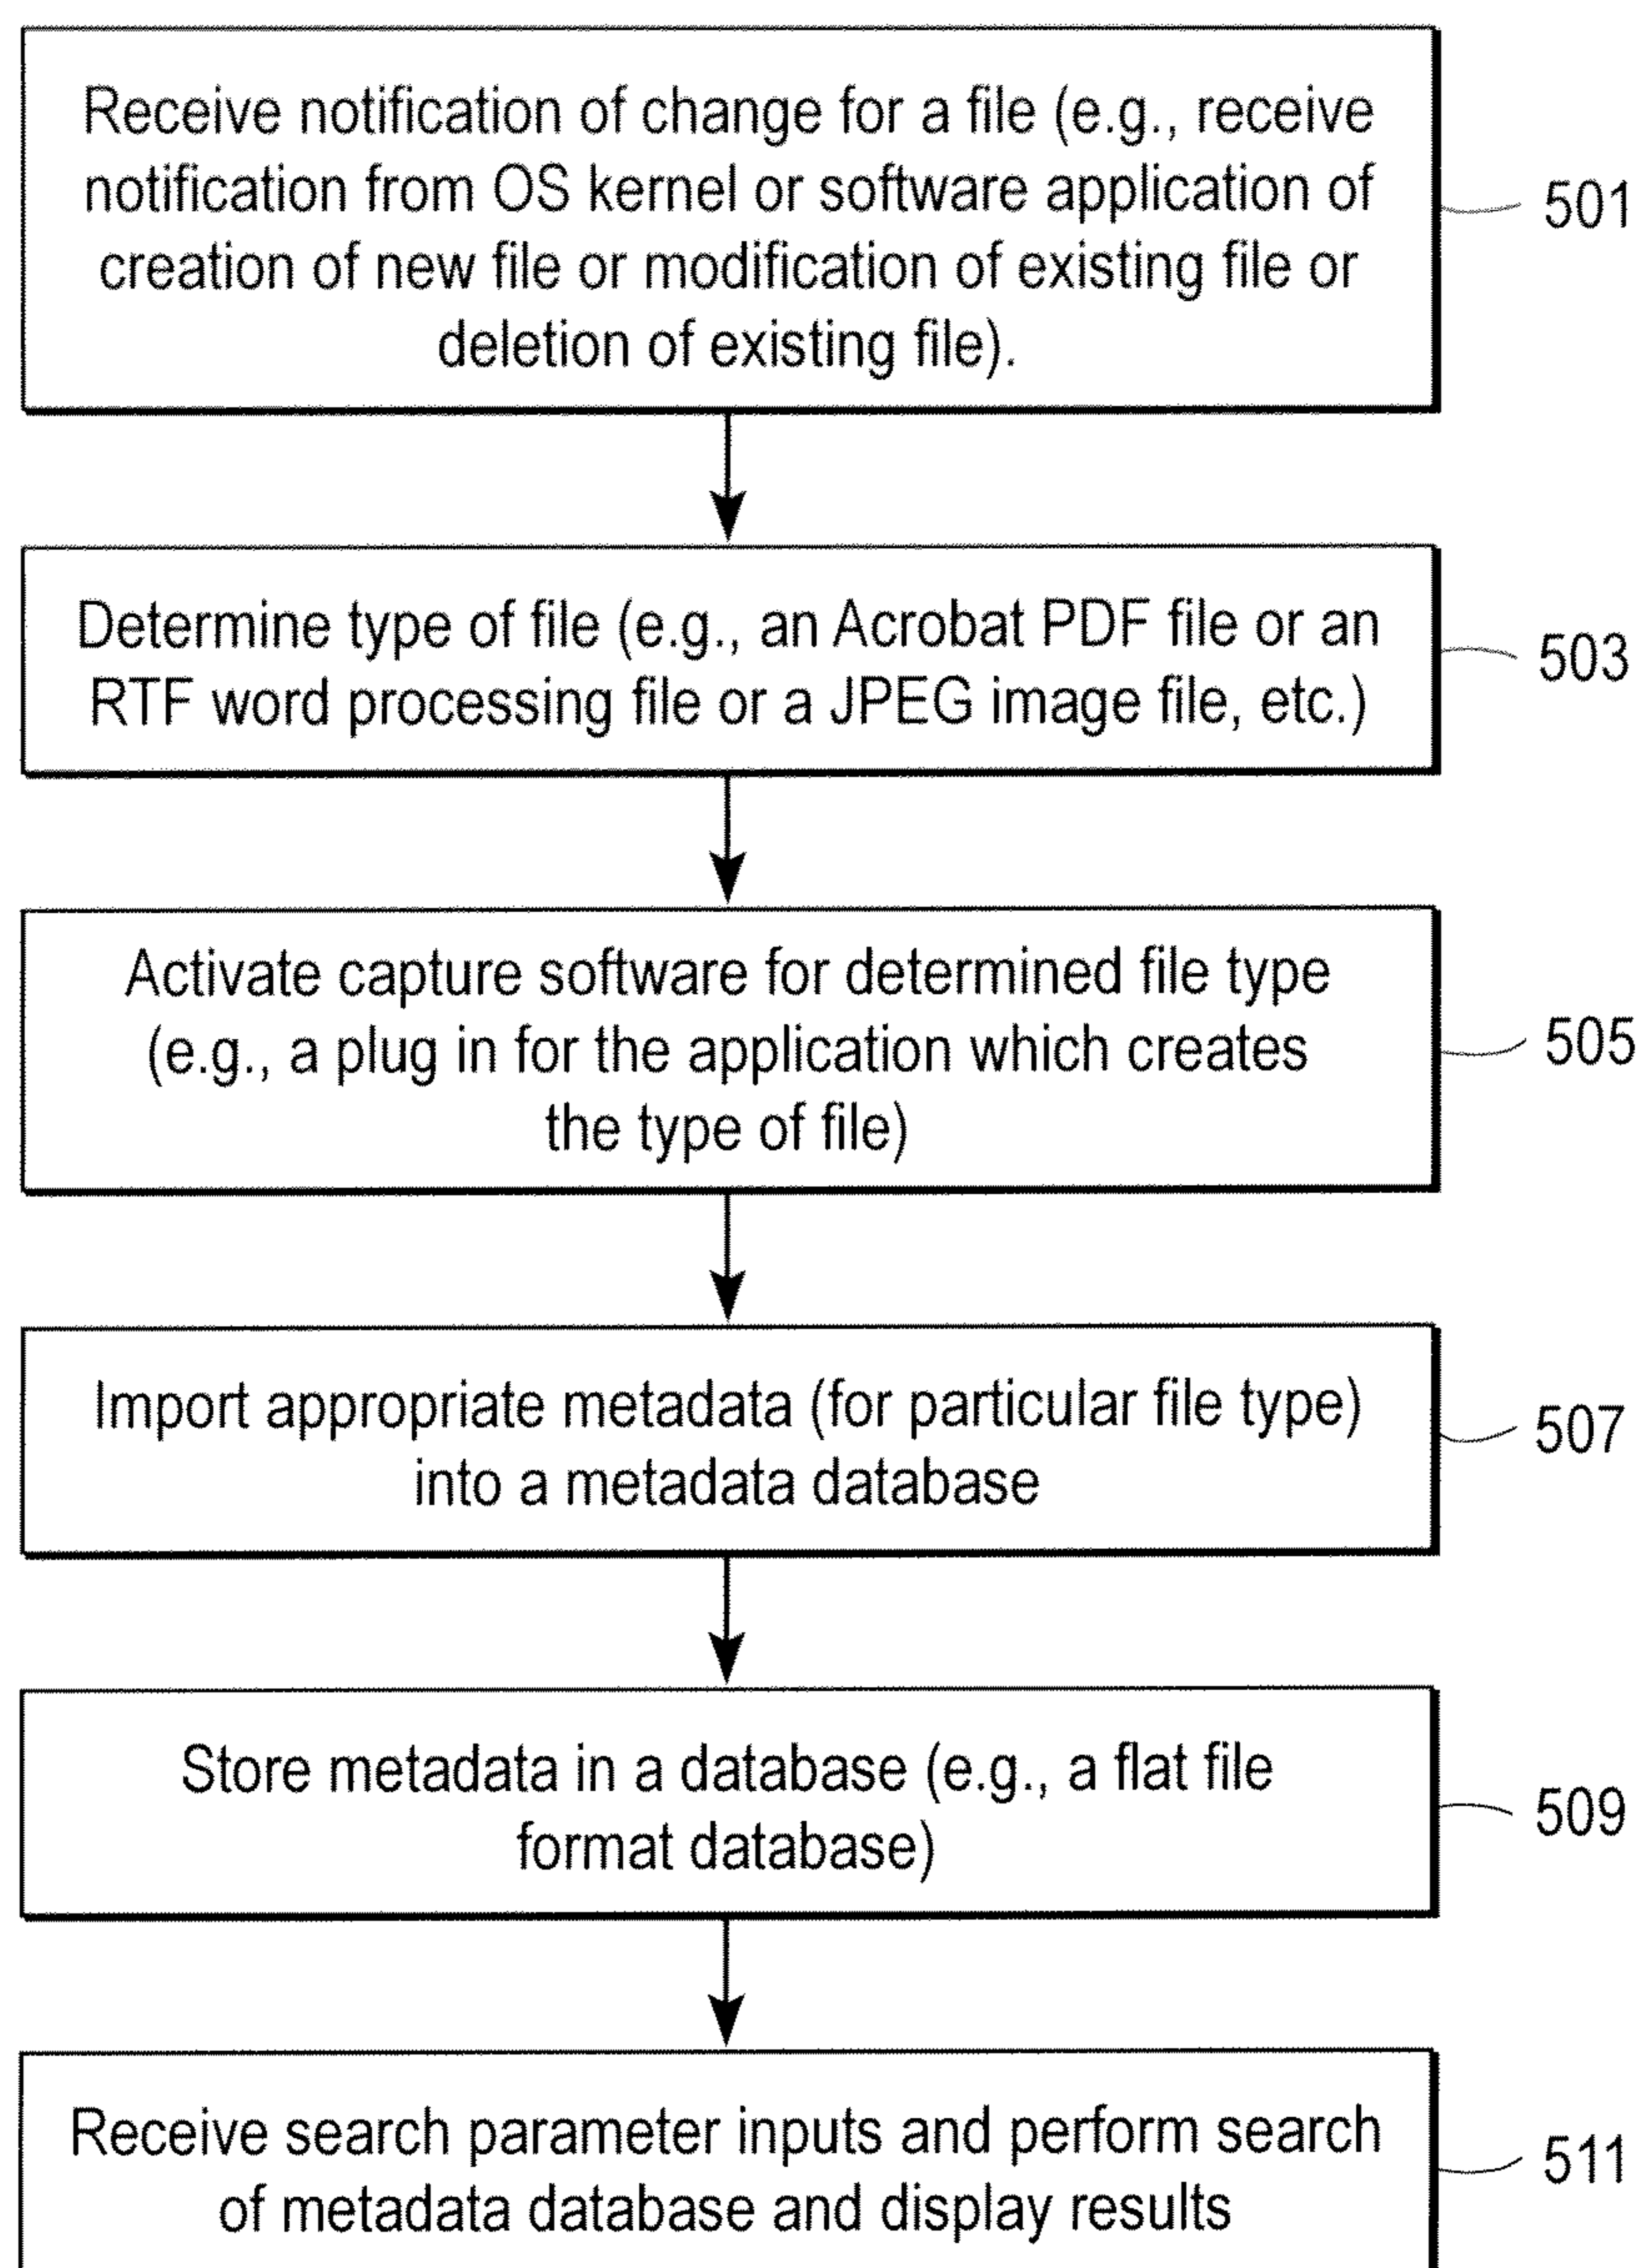 Receive notification of change for a file (e.g., receive
notification from OS kernel or software application of
creation of new file or modification of existing file or
deletion of existing file).
501
Determine type of file (e.g., an Acrobat PDF file or an
RTF word processing file or a JPEG image file, etc.)
503
Activate capture software for determined file type
(e.g., a plug in for the application which creates
the type of file)
505
Import appropriate metadata (for particular file type)
into a metadata database
507
Store metadata in a database (e.g., a flat file
format database)
509
Receive search parameter inputs and perform search
of metadata database and display results
511